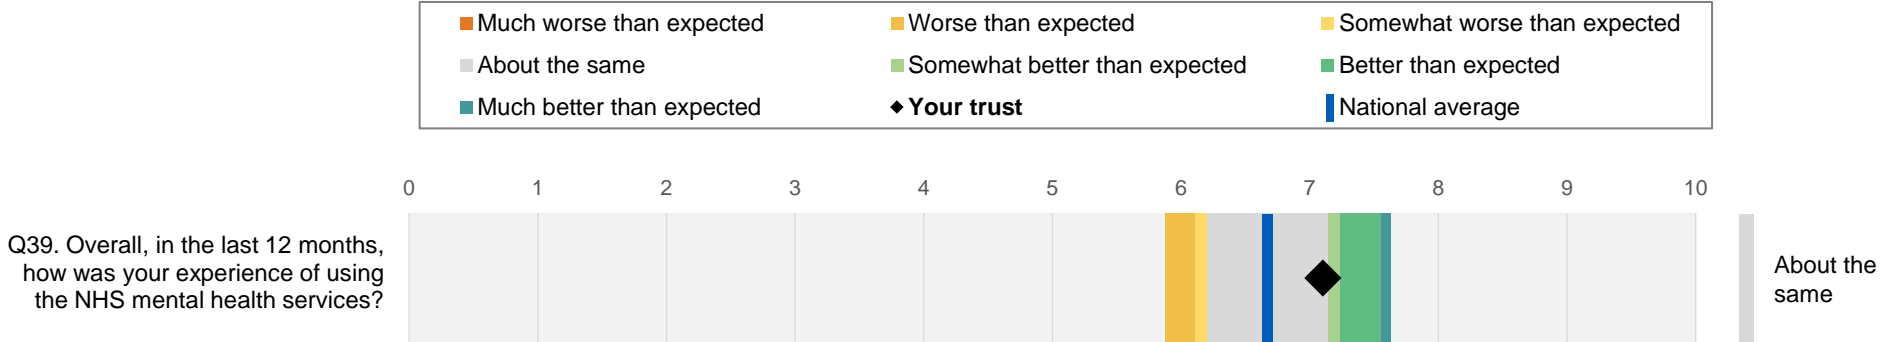 Much worse than expected
Worse than expected
Somewhat worse than expected
About the same
Somewhat better than expected
Better than expected
Much better than expected
Your trust
National average
0 1 2 3 4 5 6 7 8 9 10
Q39. Overall, in the last 12 months,
how was your experience of using
the NHS mental health services?
About the
same